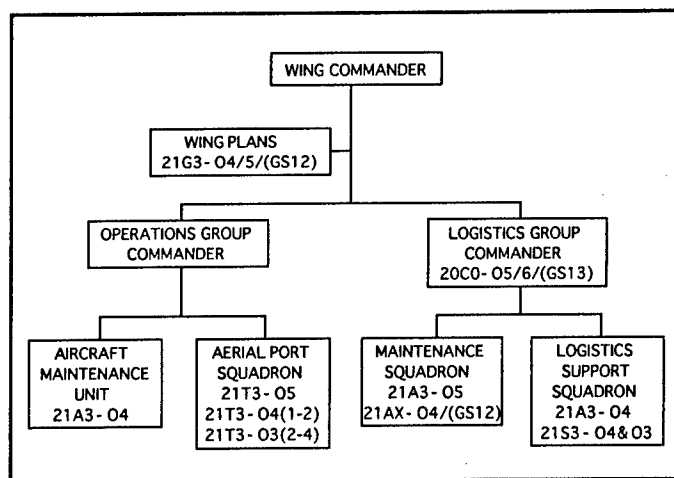 WING COMMANDER
WING PLANS
21G3- O4/5/(GS12)
OPERATIONS GROUP
COMMANDER
LOGISTICS GROUP
COMMANDER
20C0- O5/6/(GS13)
AIRCRAFT
MAINTENANCE
UNIT
21A3- O4
AERIAL PORT
SQUADRON
21T3- O5
21T3- O4(1-2)
21T3- O3(2-4)
MAINTENANCE
SQUADRON
21A3- O5
21AX- O4/(GS12)
LOGISTICS
SUPPORT
SQUADRON
21A3- O4
21S3- O4& O3